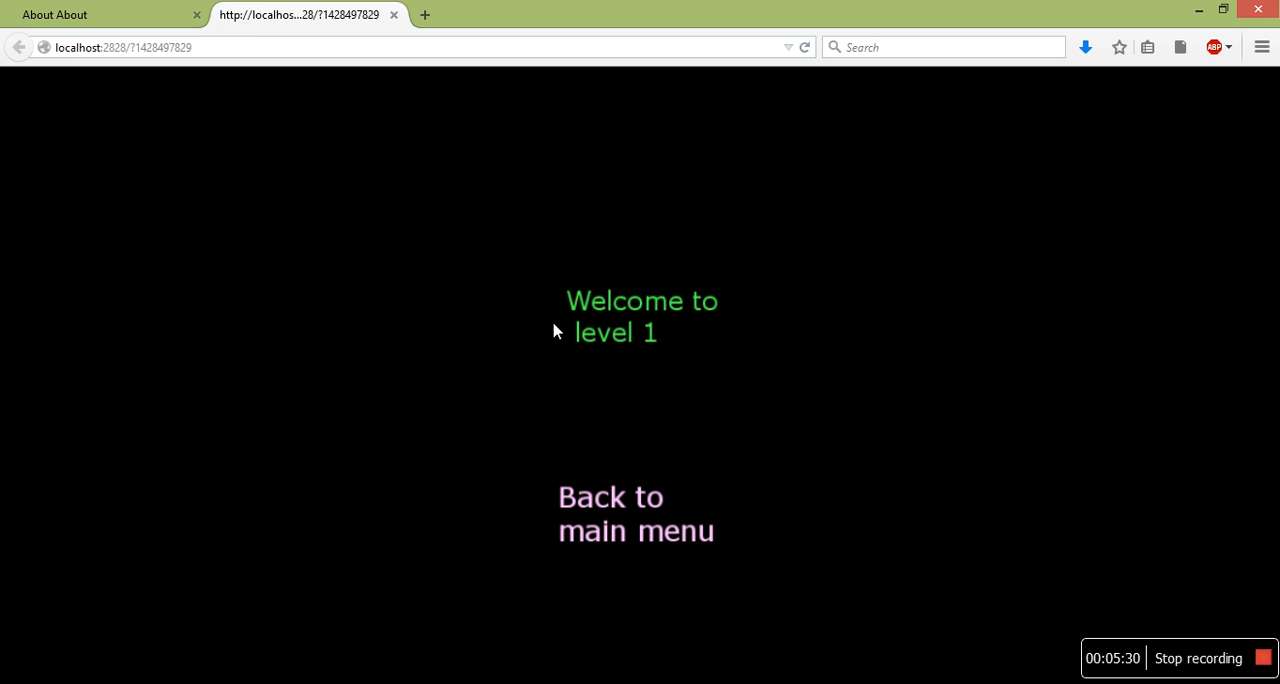 About About
http://localhos...28/?1428497829
localhost:2828/?1428497829
Search
ABP
Welcome to
level 1
Back to
main menu
00:05:30
Stop recording